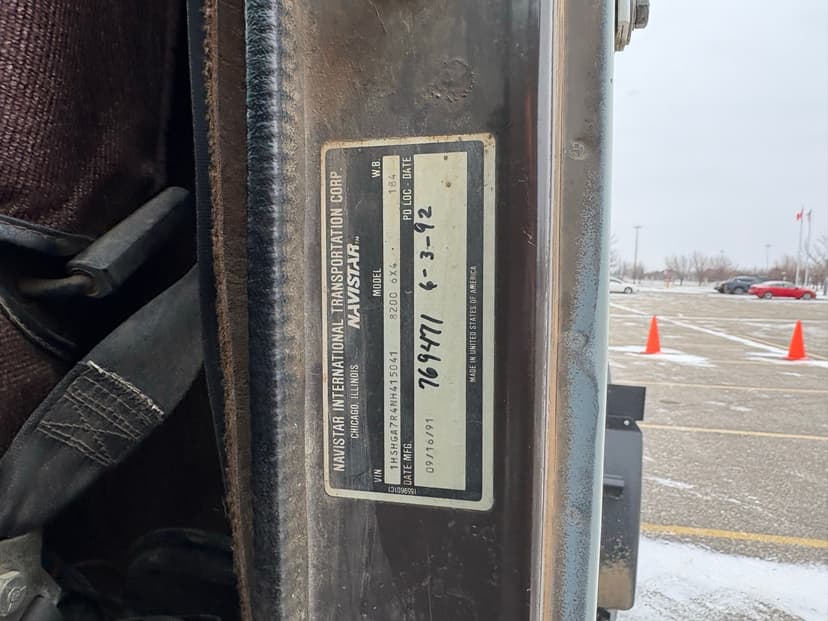 NAVISTAR INTERNATIONAL TRANSPORTATION CORP.
CHICAGO, ILLINOIS
NAVISTAR™
VIN MODEL W.B.
1HSHGA7R4NH415041 8200 6X4 184
DATE MFG. PD LOC - DATE
09/16/91 769471 6-3-92
MADE IN UNITED STATES OF AMERICA